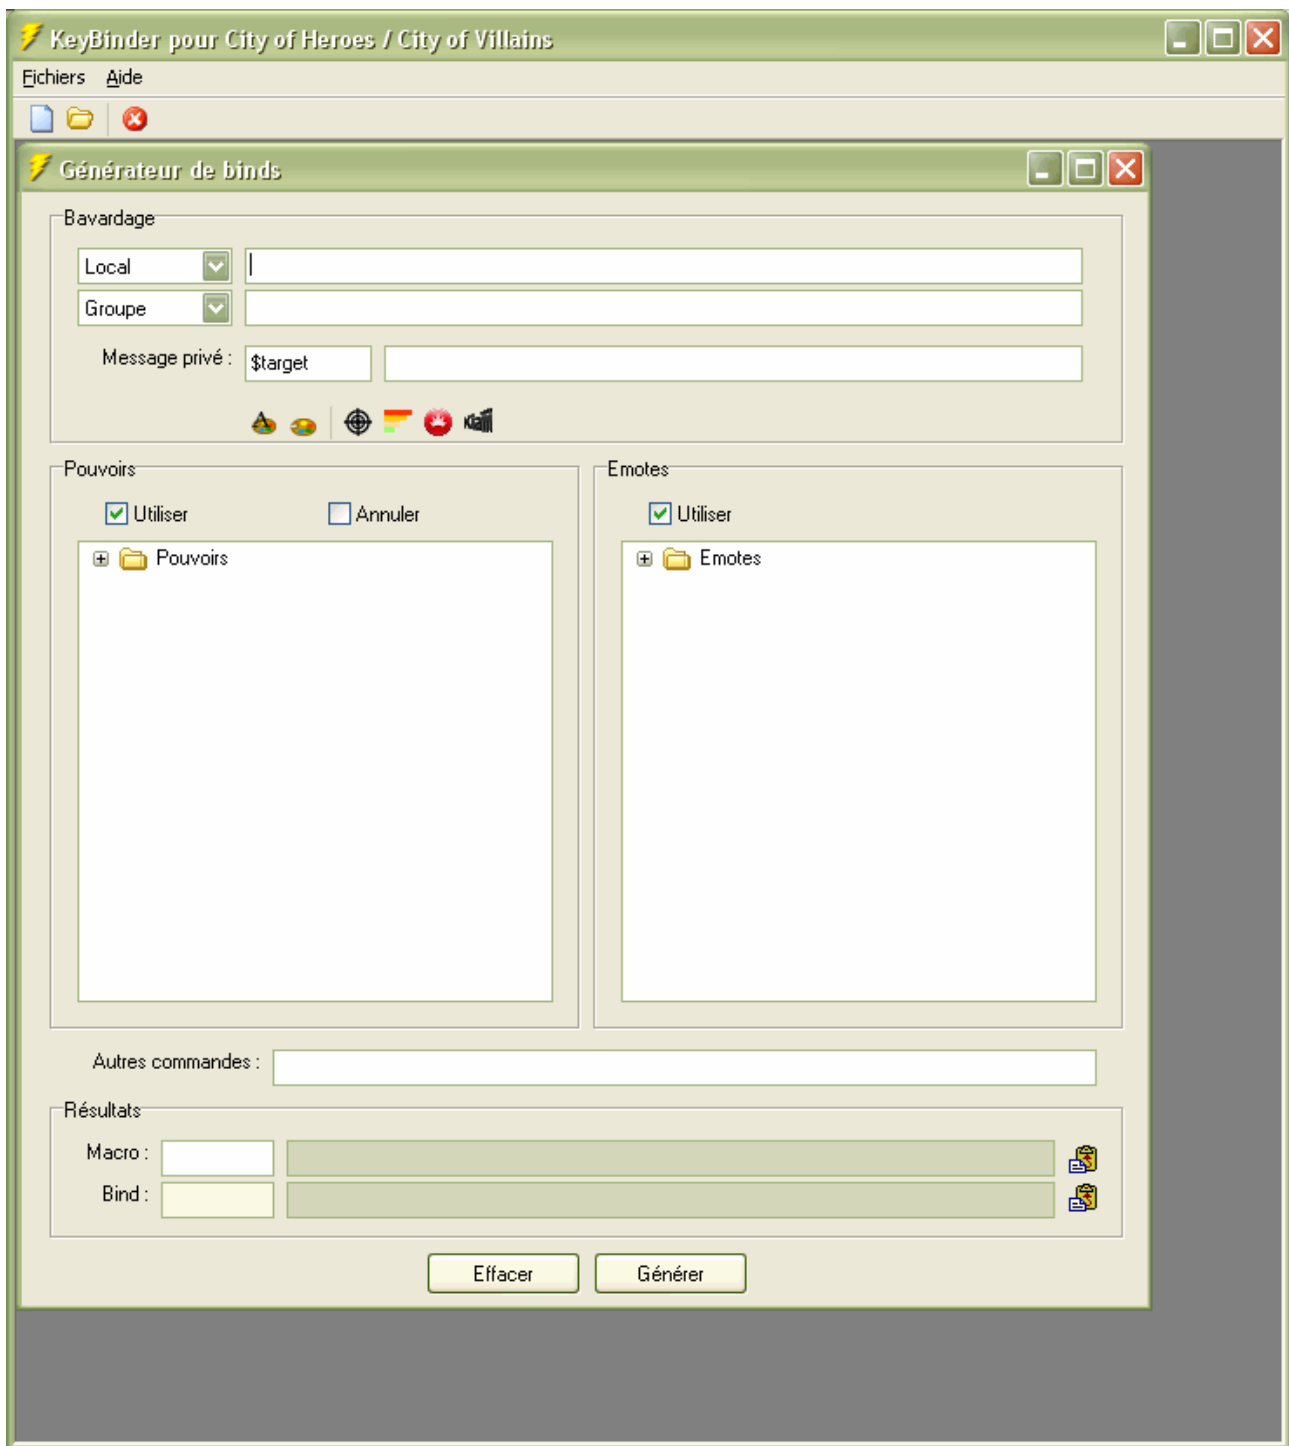 KeyBinder pour City of Heroes / City of Villains
Fichiers Aide
Générateur de binds
Bavardage
Local
Groupe
Message privé : $target
Klaiiii
Pouvoirs Emotes
Utiliser Annuler Utiliser
Pouvoirs Emotes
Autres commandes :
Résultats
Macro :
Bind :
Effacer Générer